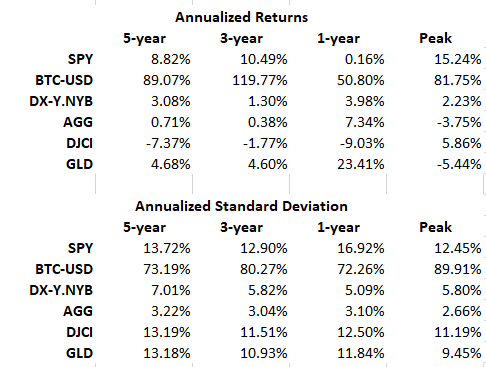 Annualized Returns
5-year 3-year 1-year Peak
SPY 8.82% 10.49% 0.16% 15.24%
BTC-USD 89.07% 119.77% 50.80% 81.75%
DX-Y.NYB 3.08% 1.30% 3.98% 2.23%
AGG 0.71% 0.38% 7.34% -3.75%
DJCI -7.37% -1.77% -9.03% 5.86%
GLD 4.68% 4.60% 23.41% -5.44%
Annualized Standard Deviation
5-year 3-year 1-year Peak
SPY 13.72% 12.90% 16.92% 12.45%
BTC-USD 73.19% 80.27% 72.26% 89.91%
DX-Y.NYB 7.01% 5.82% 5.09% 5.80%
AGG 3.22% 3.04% 3.10% 2.66%
DJCI 13.19% 11.51% 12.50% 11.19%
GLD 13.18% 10.93% 11.84% 9.45%